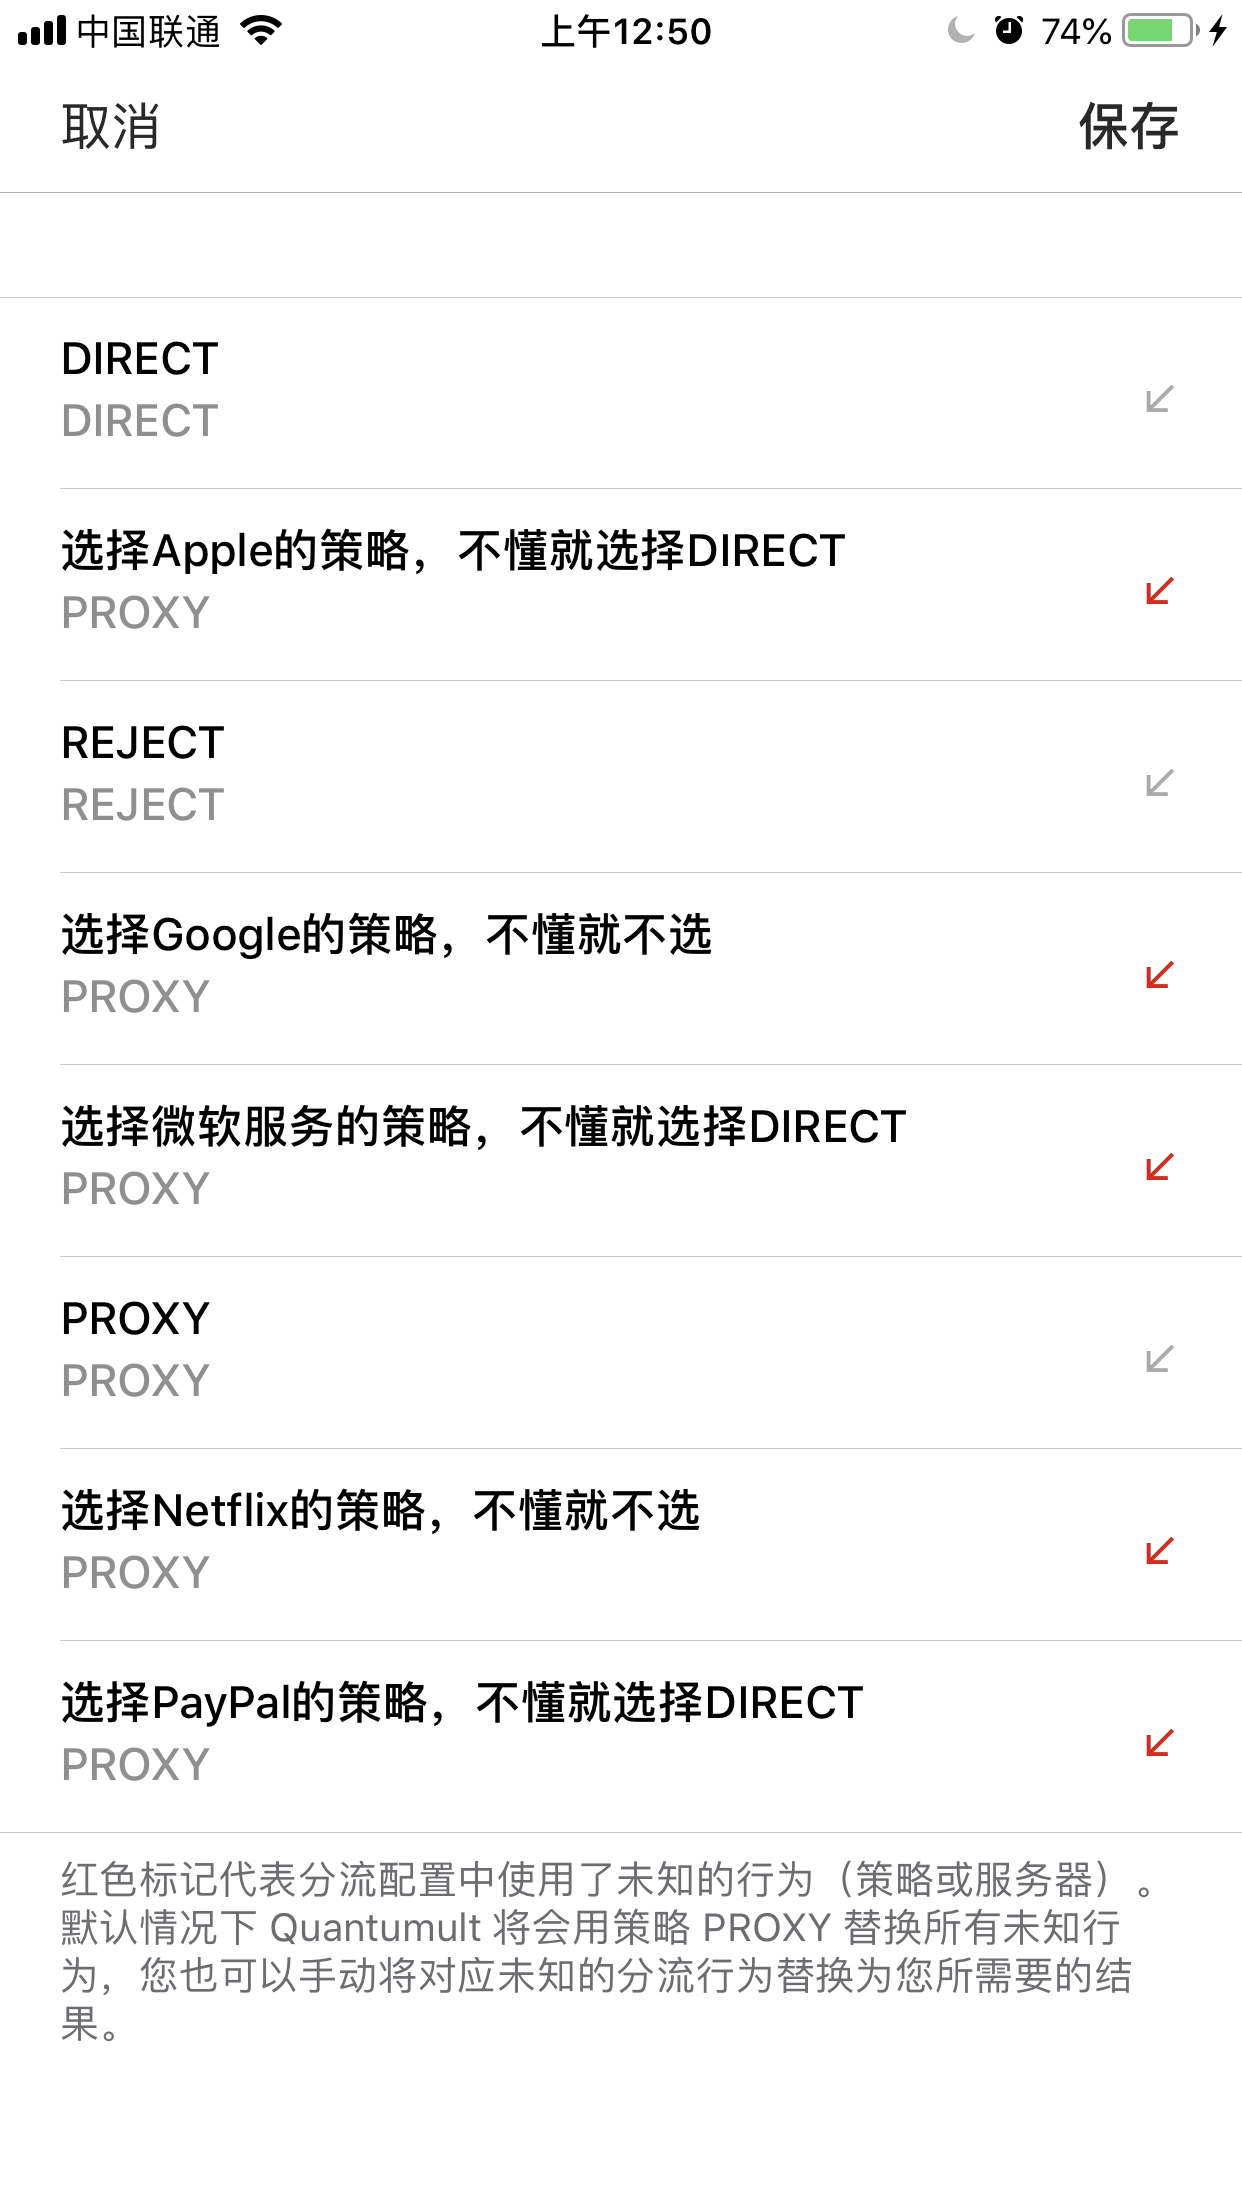 中国联通
上午12:50
74%
取消
保存
DIRECT
DIRECT
选择Apple的策略，不懂就选择DIRECT
PROXY
REJECT
REJECT
选择Google的策略，不懂就不选
PROXY
选择微软服务的策略，不懂就选择DIRECT
PROXY
PROXY
PROXY
选择Netflix的策略，不懂就不选
PROXY
选择PayPal的策略，不懂就选择DIRECT
PROXY
红色标记代表分流配置中使用了未知的行为（策略或服务器）。
默认情况下 Quantumult 将会用策略 PROXY 替换所有未知行
为，您也可以手动将对应未知的分流行为替换为您所需要的结
果。